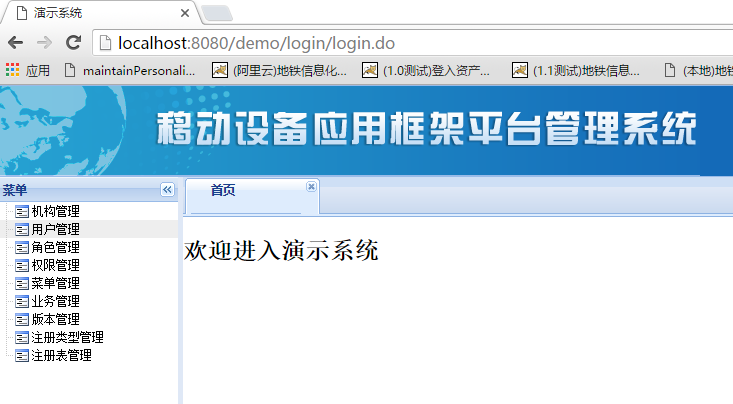 演示系统
localhost:8080/demo/login/login.do
应用 maintainPersonali... (阿里云)地铁信息化... (1.0测试)登入资产... (1.1测试)地铁信息... (本地)地铁
移动设备应用框架平台管理系统
菜单
首页
机构管理
用户管理
角色管理
权限管理
菜单管理
业务管理
版本管理
注册类型管理
注册表管理
欢迎进入演示系统